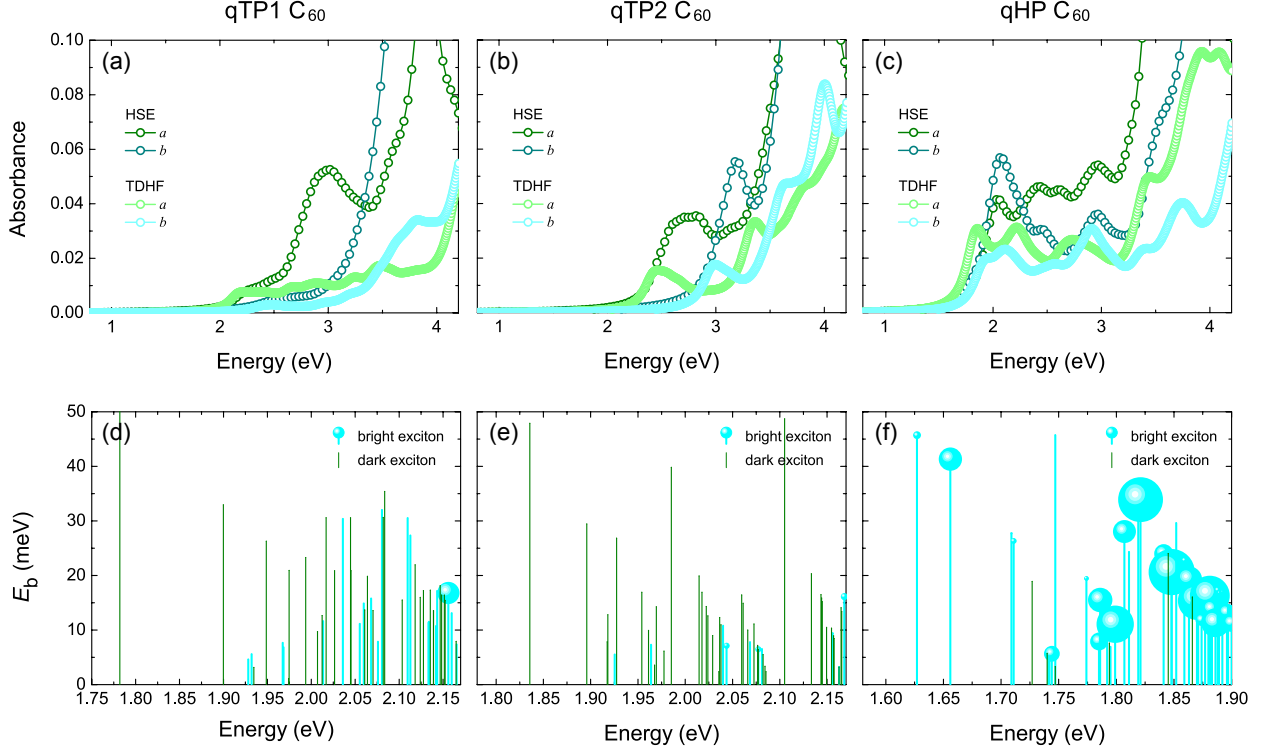 qTP1 C60
qTP2 C60
qHP C60
(a)
(b)
(c)
0.10
0.08
0.06
0.04
0.02
0.00
Absorbance
HSE
a
b
TDHF
a
b
HSE
a
b
TDHF
a
b
HSE
a
b
TDHF
a
b
1 2 3 4
1 2 3 4
1 2 3 4
Energy (eV)
Energy (eV)
Energy (eV)
(d)
(e)
(f)
50
40
30
20
10
0
Eb (meV)
bright exciton
dark exciton
bright exciton
dark exciton
bright exciton
dark exciton
1.75 1.80 1.85 1.90 1.95 2.00 2.05 2.10 2.15
1.80 1.85 1.90 1.95 2.00 2.05 2.10 2.15
1.60 1.65 1.70 1.75 1.80 1.85 1.90
Energy (eV)
Energy (eV)
Energy (eV)